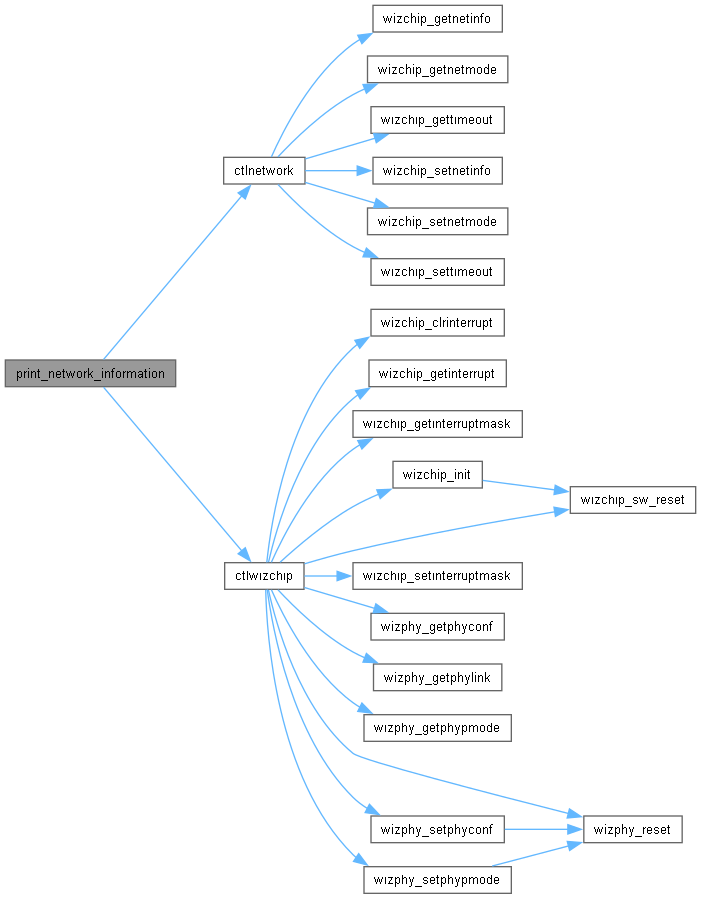 wizchip_getnetinfo
wizchip_getnetmode
wizchip_gettimeout
ctlnetwork
wizchip_setnetinfo
wizchip_setnetmode
wizchip_settimeout
wizchip_clrinterrupt
print_network_information
wizchip_getinterrupt
wizchip_getinterruptmask
wizchip_init
wizchip_sw_reset
ctlwizchip
wizchip_setinterruptmask
wizphy_getphyconf
wizphy_getphylink
wizphy_getphypmode
wizphy_setphyconf
wizphy_reset
wizphy_setphypmode